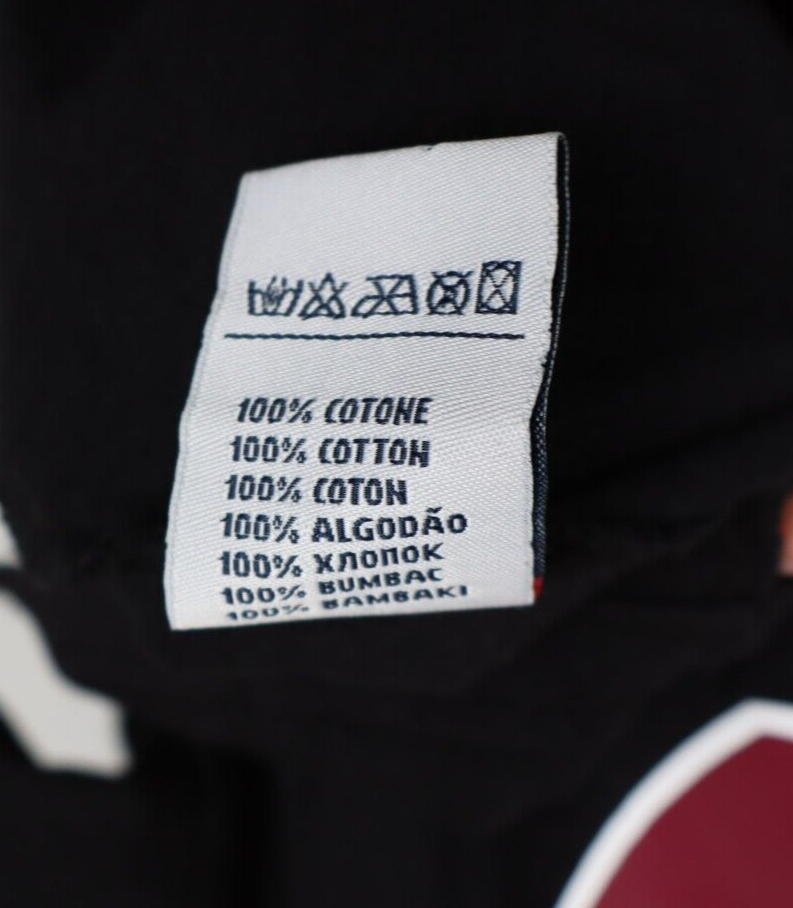 100% COTONE
100% COTTON
100% COTON
100% ALGODÃO
100% ХЛОПОК
100% BUMBAC
100% BAMBAKI